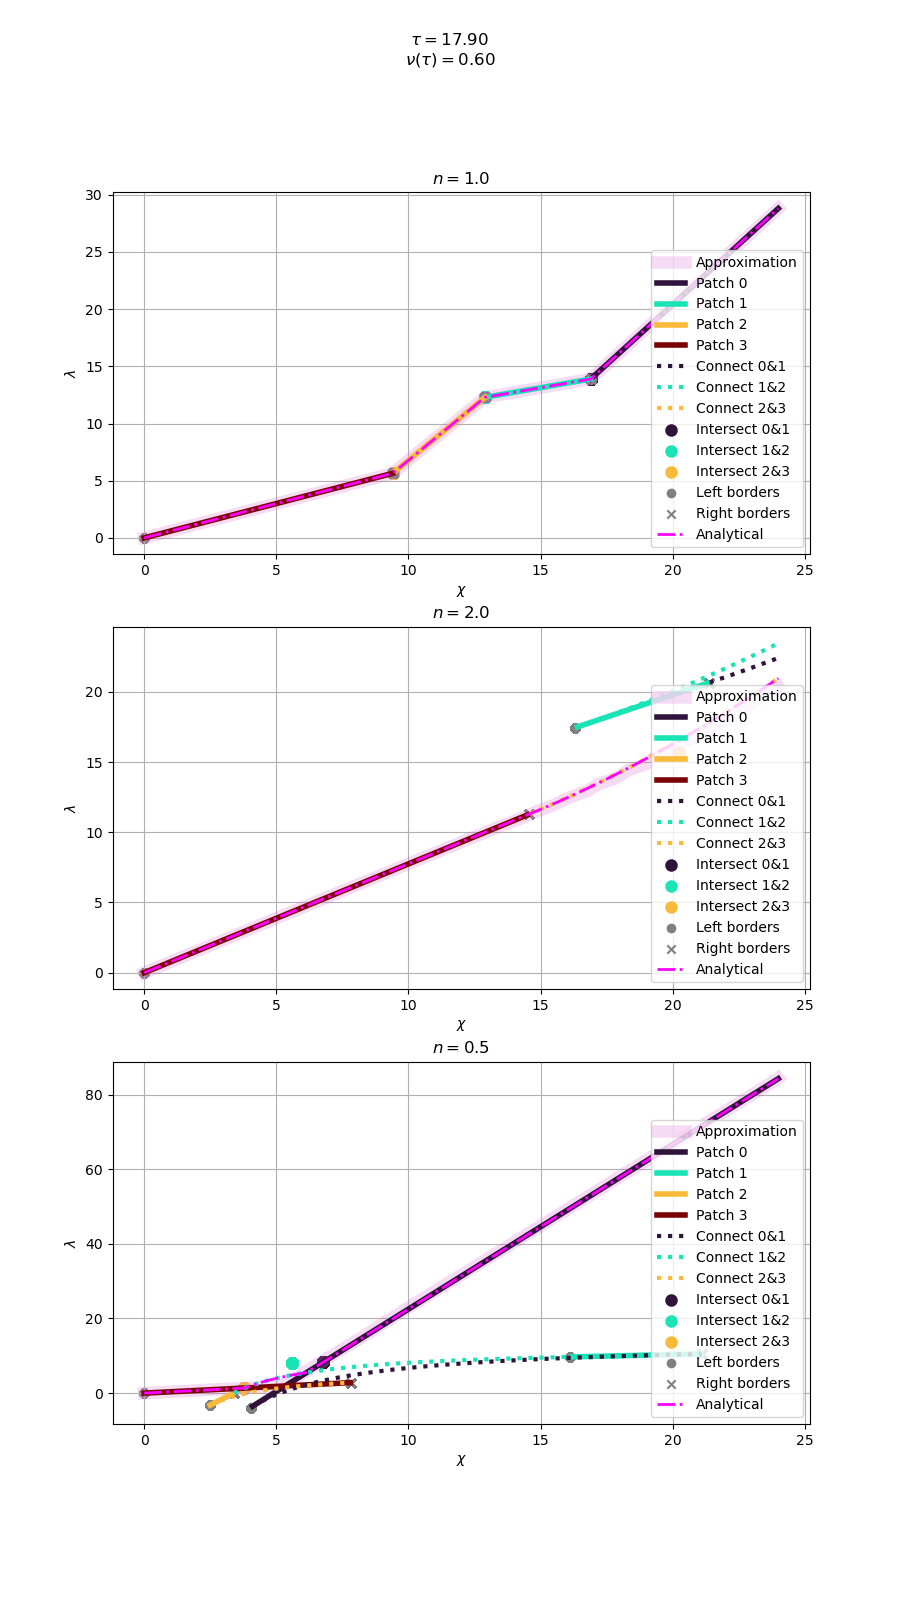 τ = 17.90
ν(τ) = 0.60
n = 1.0
30
25
20
15
10
5
0
λ
0 5 10 15 20 25
χ
Approximation
Patch 0
Patch 1
Patch 2
Patch 3
Connect 0&1
Connect 1&2
Connect 2&3
Intersect 0&1
Intersect 1&2
Intersect 2&3
Left borders
Right borders
Analytical
n = 2.0
20
15
10
5
0
λ
0 5 10 15 20 25
χ
Approximation
Patch 0
Patch 1
Patch 2
Patch 3
Connect 0&1
Connect 1&2
Connect 2&3
Intersect 0&1
Intersect 1&2
Intersect 2&3
Left borders
Right borders
Analytical
n = 0.5
80
60
40
20
0
λ
0 5 10 15 20 25
χ
Approximation
Patch 0
Patch 1
Patch 2
Patch 3
Connect 0&1
Connect 1&2
Connect 2&3
Intersect 0&1
Intersect 1&2
Intersect 2&3
Left borders
Right borders
Analytical